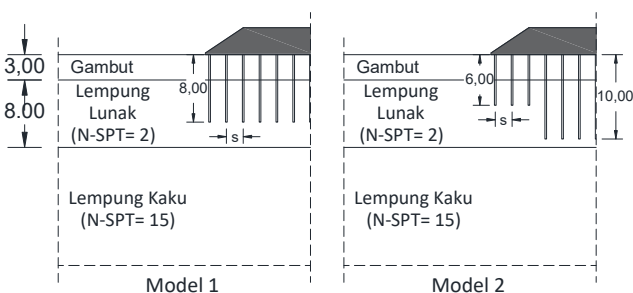 3,00
8.00
Gambut
Lempung
Lunak
(N-SPT= 2)
8,00
s
Lempung Kaku
(N-SPT= 15)
Model 1
Gambut
Lempung
Lunak
(N-SPT= 2)
6,00
s
10,00
Lempung Kaku
(N-SPT= 15)
Model 2